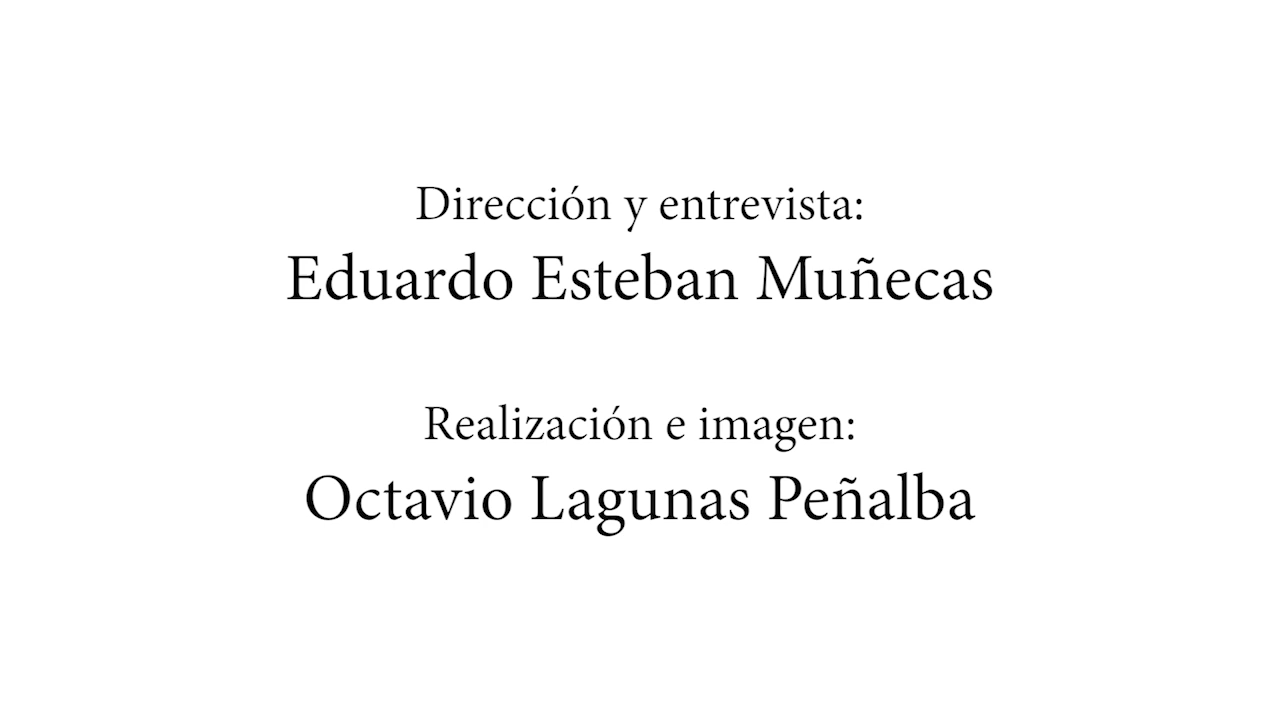 Dirección y entrevista:
Eduardo Esteban Muñecas
Realización e imagen:
Octavio Lagunas Peñalba